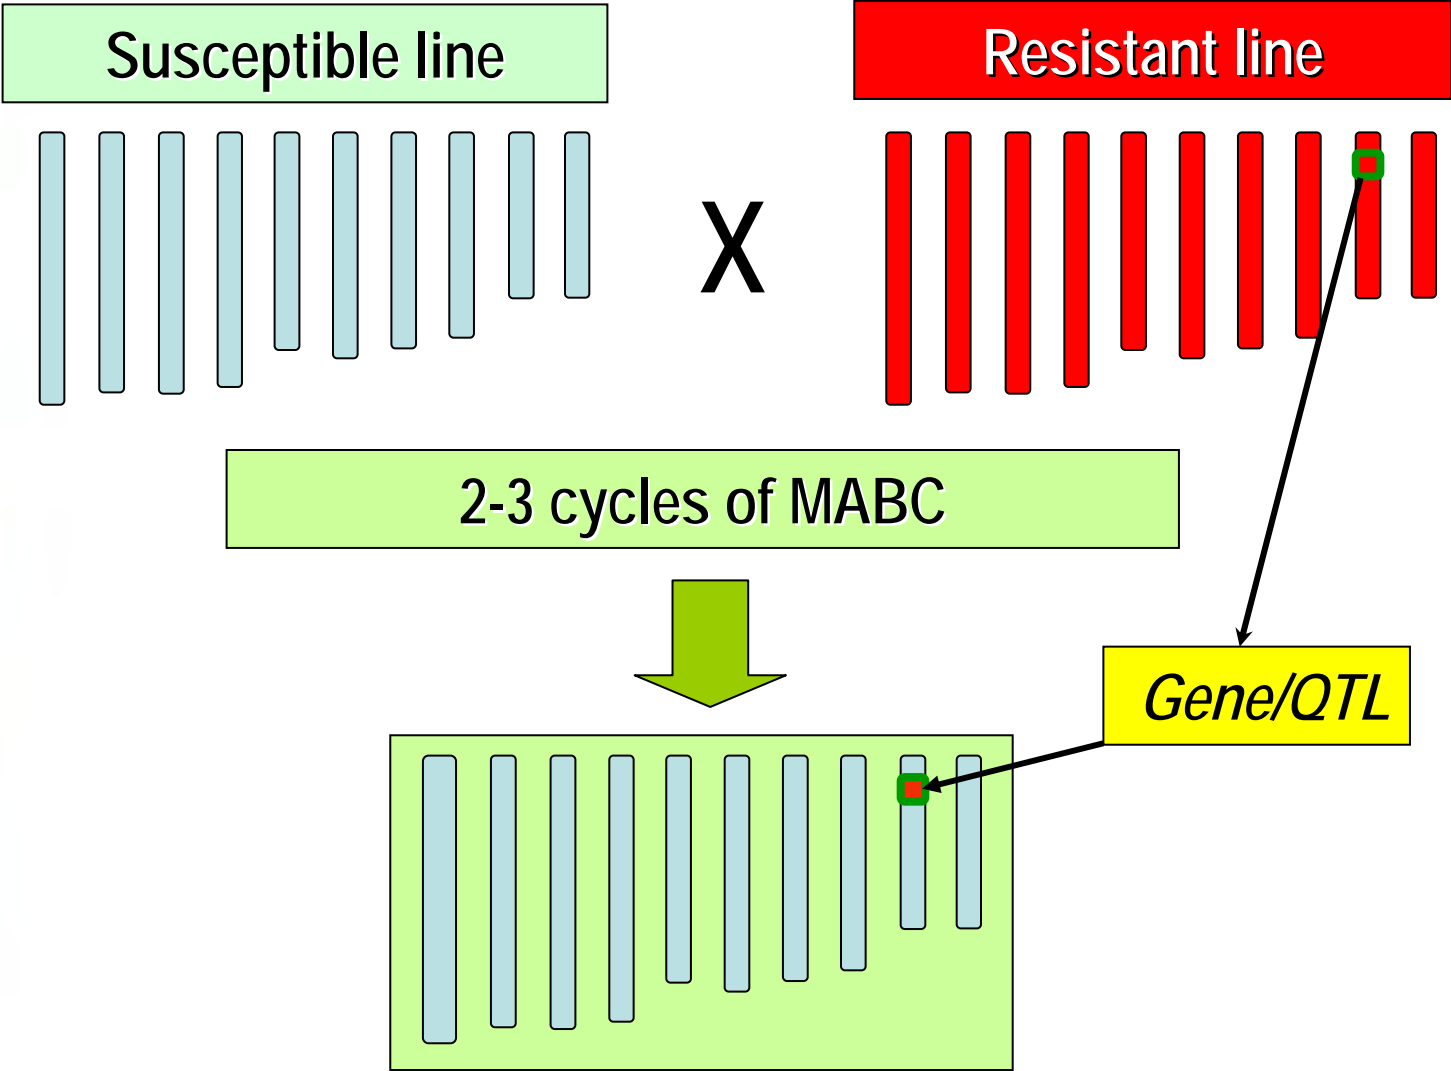 Susceptible line
Resistant line
X
2-3 cycles of MABC
Gene/QTL